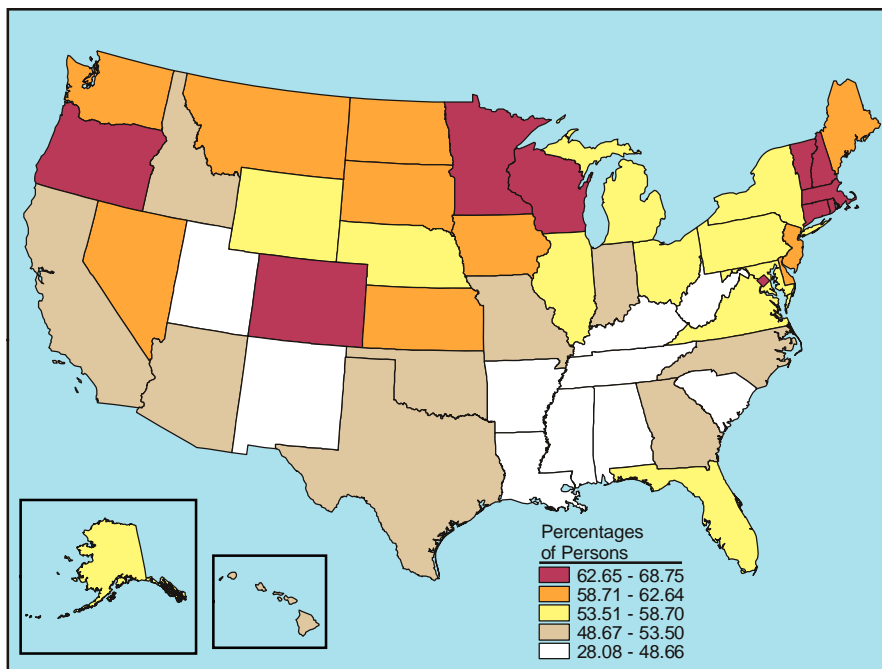 Percentages
of Persons
62.65 - 68.75
58.71 - 62.64
53.51 - 58.70
48.67 - 53.50
28.08 - 48.66